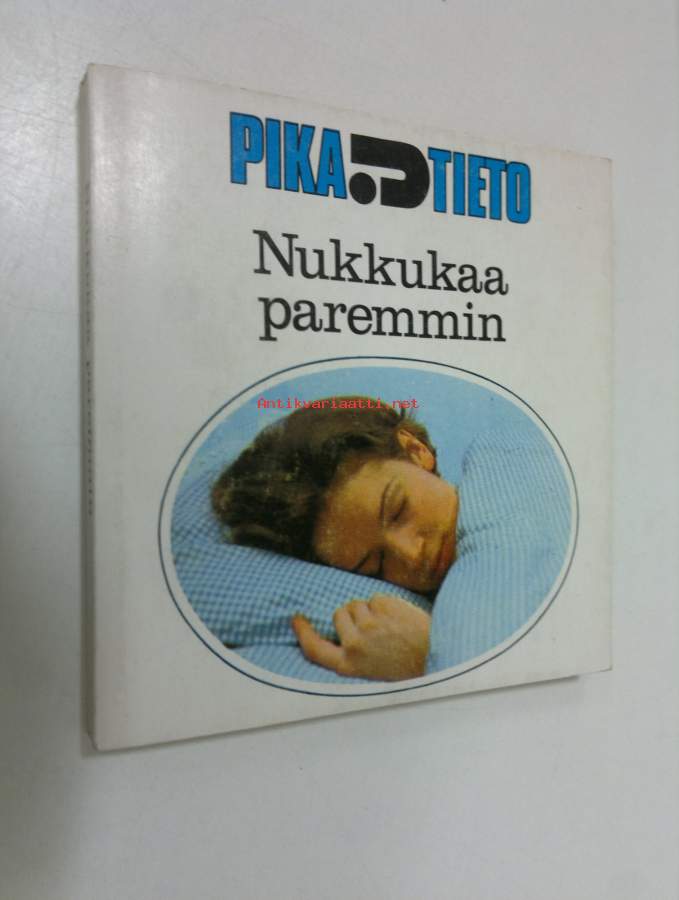 PIKA?TIETO
Nukkukaa
paremmin
Antikvariaatti.net